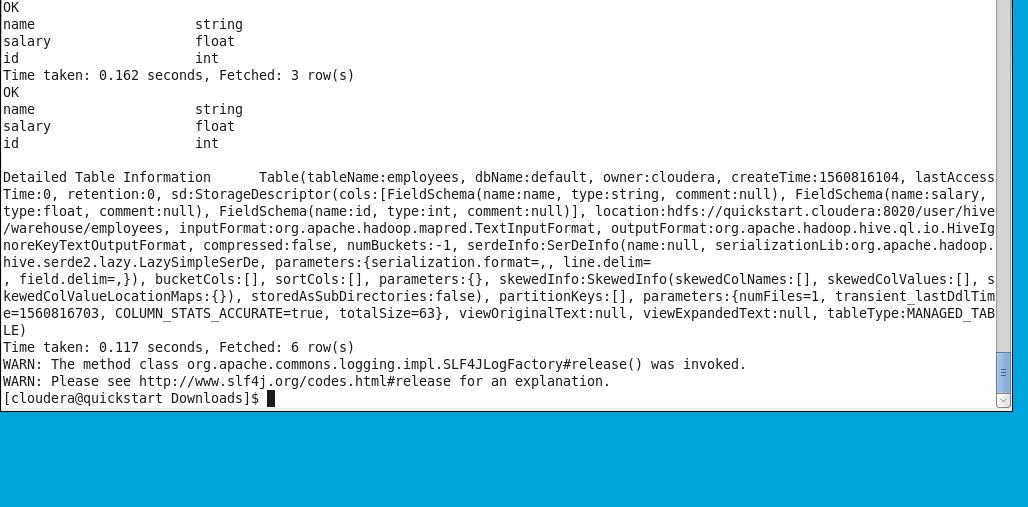 OK
name                    string
salary                  float
id                      int
Time taken: 0.162 seconds, Fetched: 3 row(s)
OK
name                    string
salary                  float
id                      int
Detailed Table Information      Table(tableName:employees, dbName:default, owner:cloudera, createTime:1560816104, lastAccess
Time:0, retention:0, sd:StorageDescriptor(cols:[FieldSchema(name:name, type:string, comment:null), FieldSchema(name:salary,
type:float, comment:null), FieldSchema(name:id, type:int, comment:null)], location:hdfs://quickstart.cloudera:8020/user/hive
/warehouse/employees, inputFormat:org.apache.hadoop.mapred.TextInputFormat, outputFormat:org.apache.hadoop.hive.ql.io.HiveIg
noreKeyTextOutputFormat, compressed:false, numBuckets:-1, serdeInfo:SerDeInfo(name:null, serializationLib:org.apache.hadoop.
hive.serde2.lazy.LazySimpleSerDe, parameters:{serialization.format=,, line.delim=
, field.delim=,}), bucketCols:[], sortCols:[], parameters:{}, skewedInfo:SkewedInfo(skewedColNames:[], skewedColValues:[], s
kewedColValueLocationMaps:{}), storedAsSubDirectories:false), partitionKeys:[], parameters:{numFiles=1, transient_lastDdlTim
e=1560816703, COLUMN_STATS_ACCURATE=true, totalSize=63}, viewOriginalText:null, viewExpandedText:null, tableType:MANAGED_TAB
LE)
Time taken: 0.117 seconds, Fetched: 6 row(s)
WARN: The method class org.apache.commons.logging.impl.SLF4JLogFactory#release() was invoked.
WARN: Please see http://www.slf4j.org/codes.html#release for an explanation.
[cloudera@quickstart Downloads]$